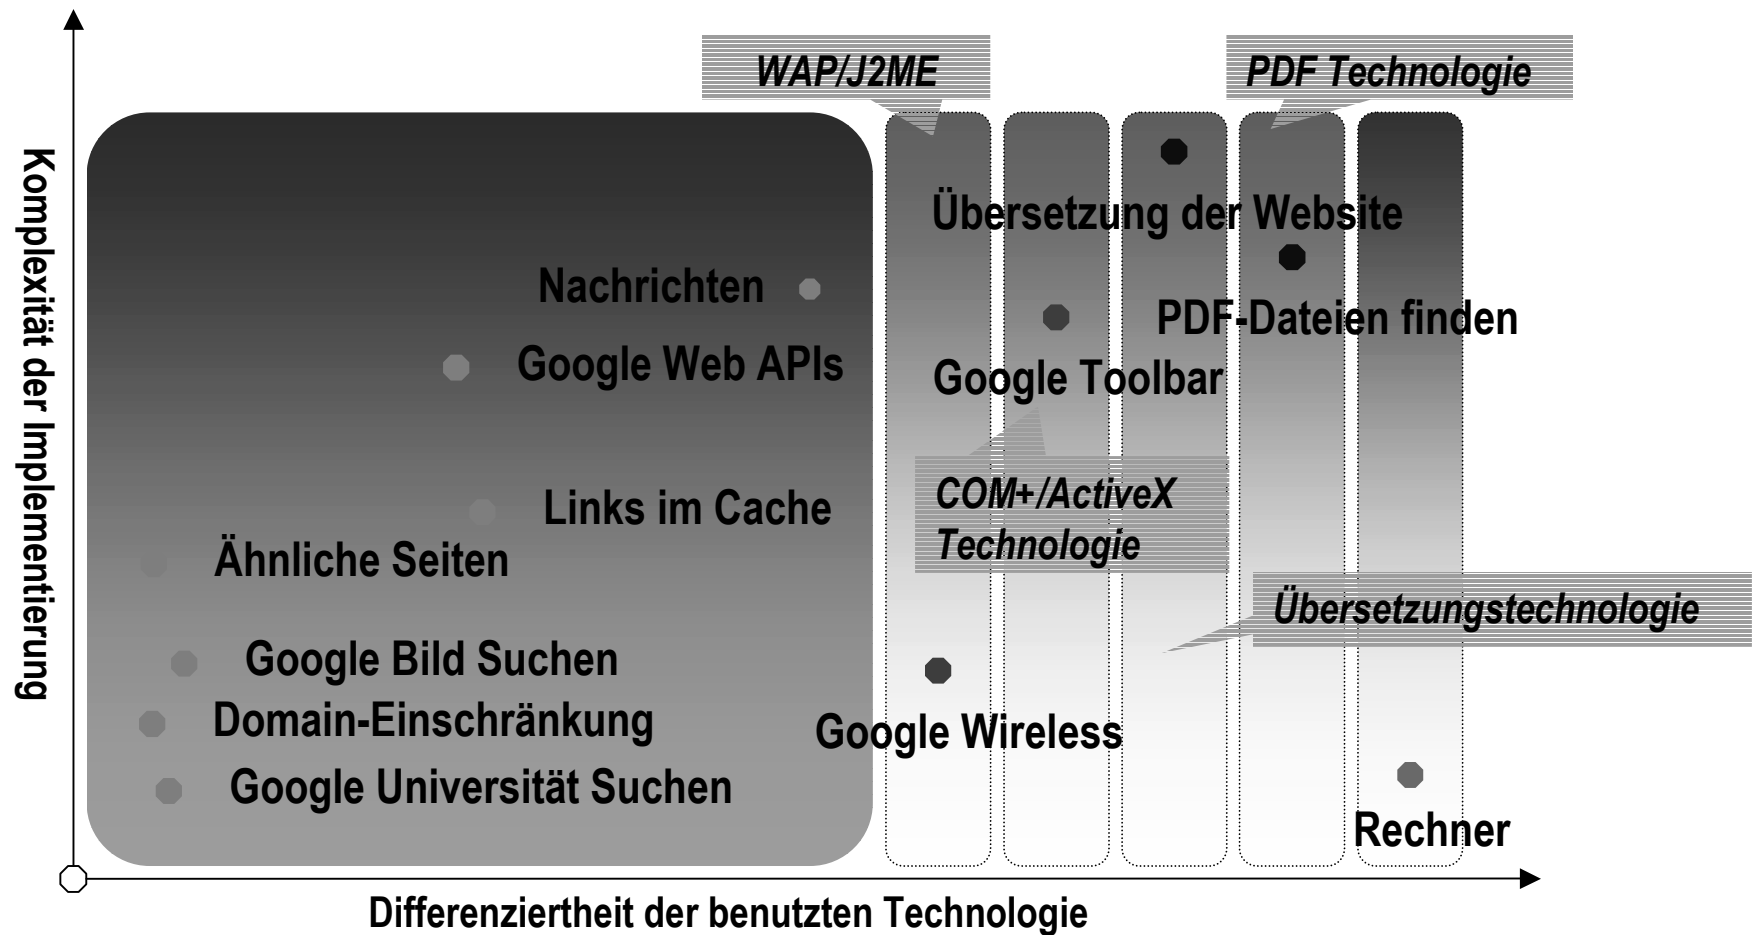 WAP/J2ME
PDF Technologie
Komplexität der Implementierung
Übersetzung der Website
Nachrichten
PDF-Dateien finden
Google Web APIs
Google Toolbar
COM+/ActiveX
Technologie
Links im Cache
Ähnliche Seiten
Übersetzungstechnologie
Google Bild Suchen
Domain-Einschränkung
Google Wireless
Google Universität Suchen
Rechner
Differenziertheit der benutzten Technologie